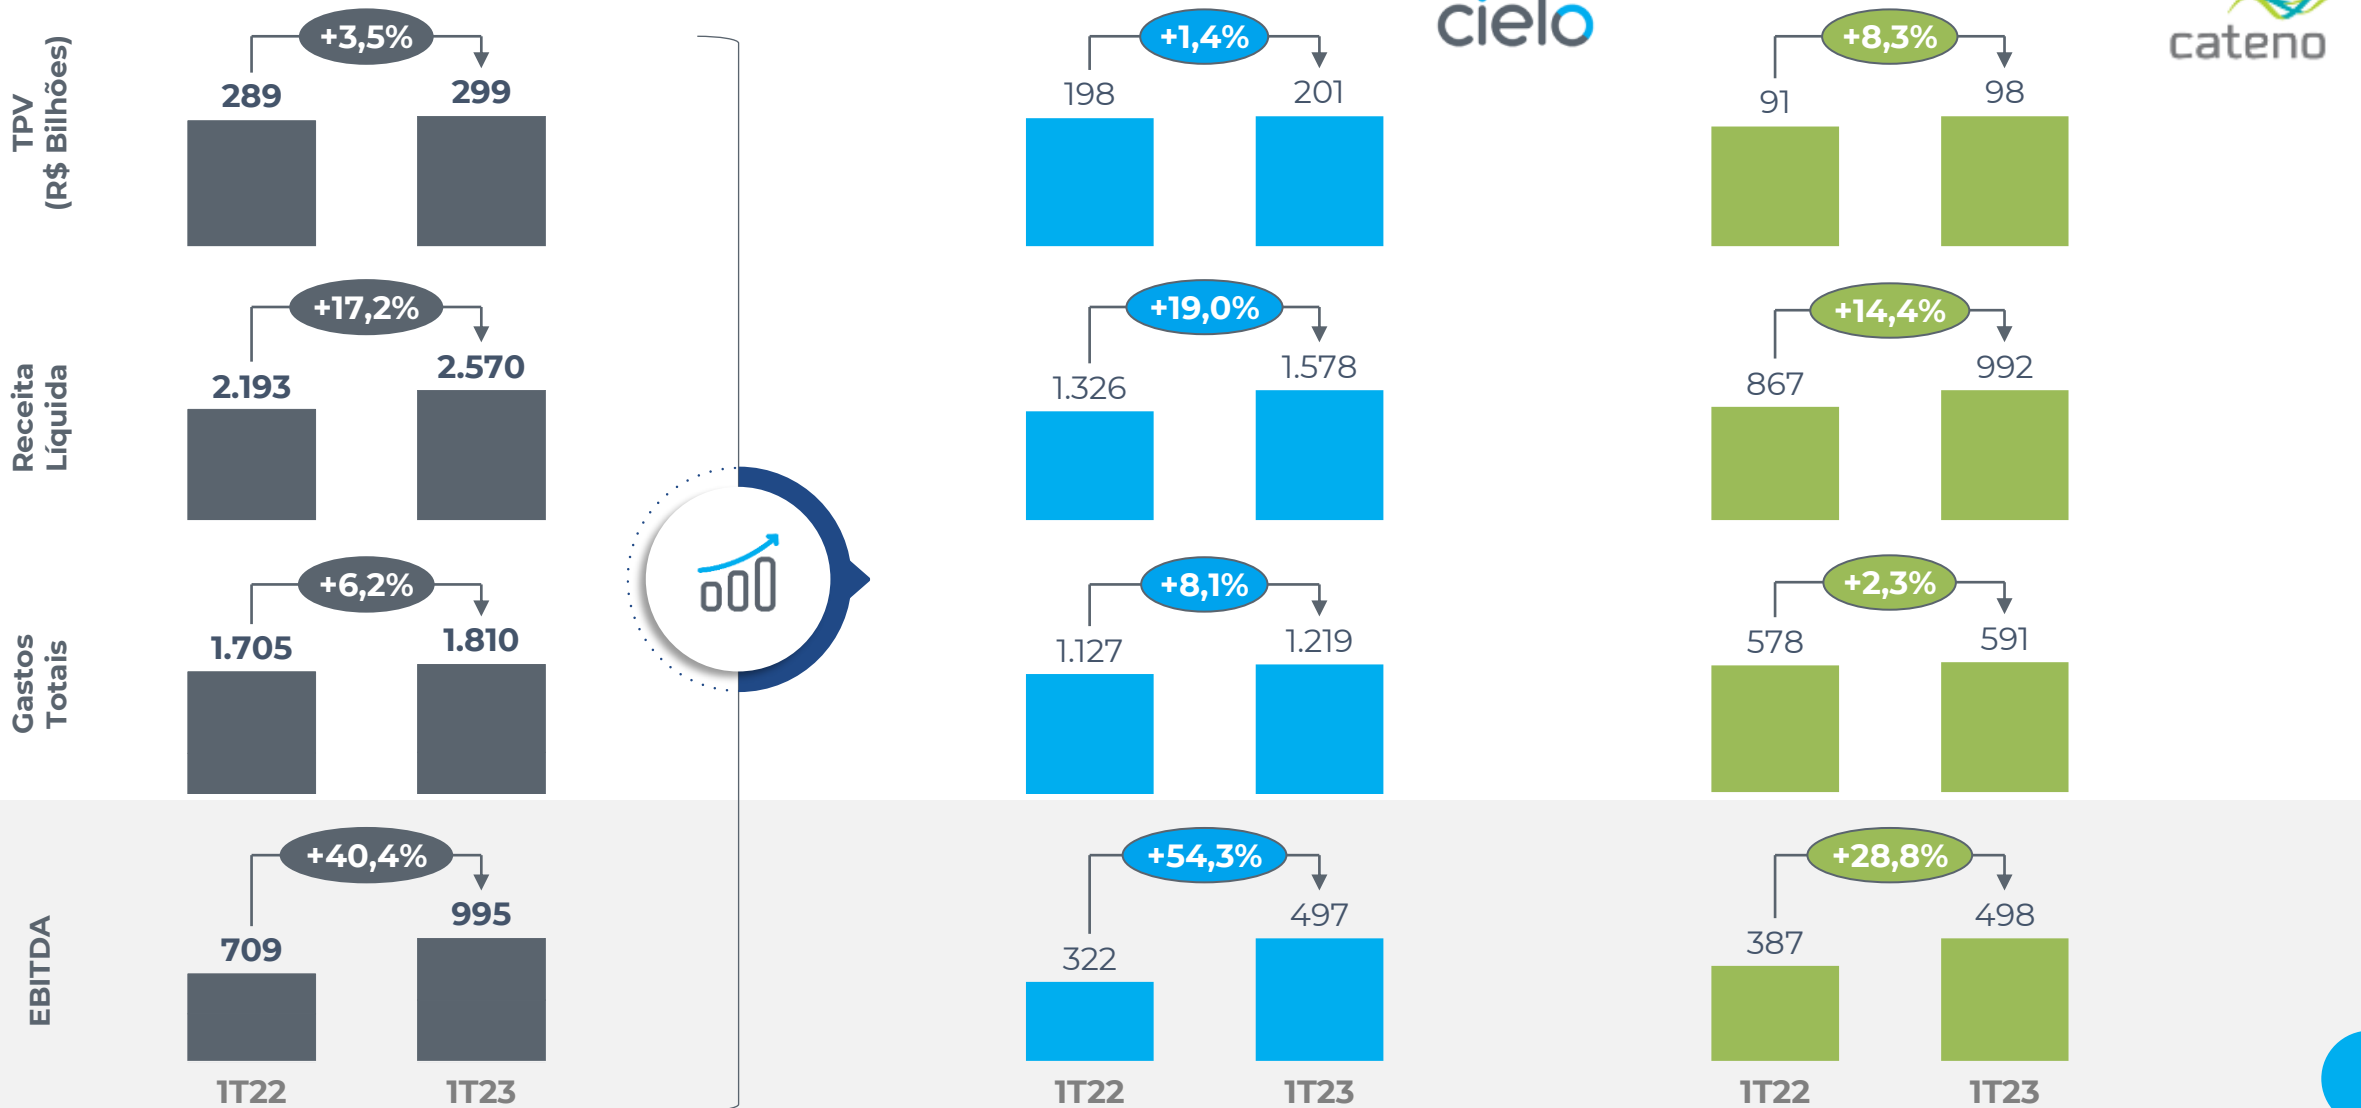 cielo
cateno
TPV
(R$ Bilhões)
+3,5%
289
299
+1,4%
198
201
+8,3%
91
98
Receita
Líquida
+17,2%
2.193
2.570
+19,0%
1.326
1.578
+14,4%
867
992
Gastos
Totais
+6,2%
1.705
1.810
+8,1%
1.127
1.219
+2,3%
578
591
EBITDA
+40,4%
709
995
+54,3%
322
497
+28,8%
387
498
1T22
1T23
1T22
1T23
1T22
1T23